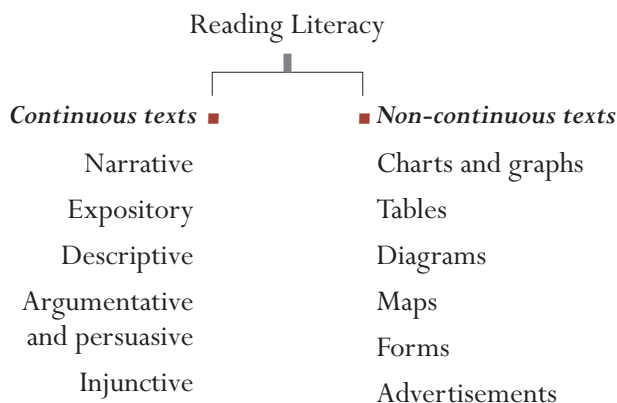 Reading Literacy
Continuous texts
Narrative
Expository
Descriptive
Argumentative
and persuasive
Injunctive
Non-continuous texts
Charts and graphs
Tables
Diagrams
Maps
Forms
Advertisements